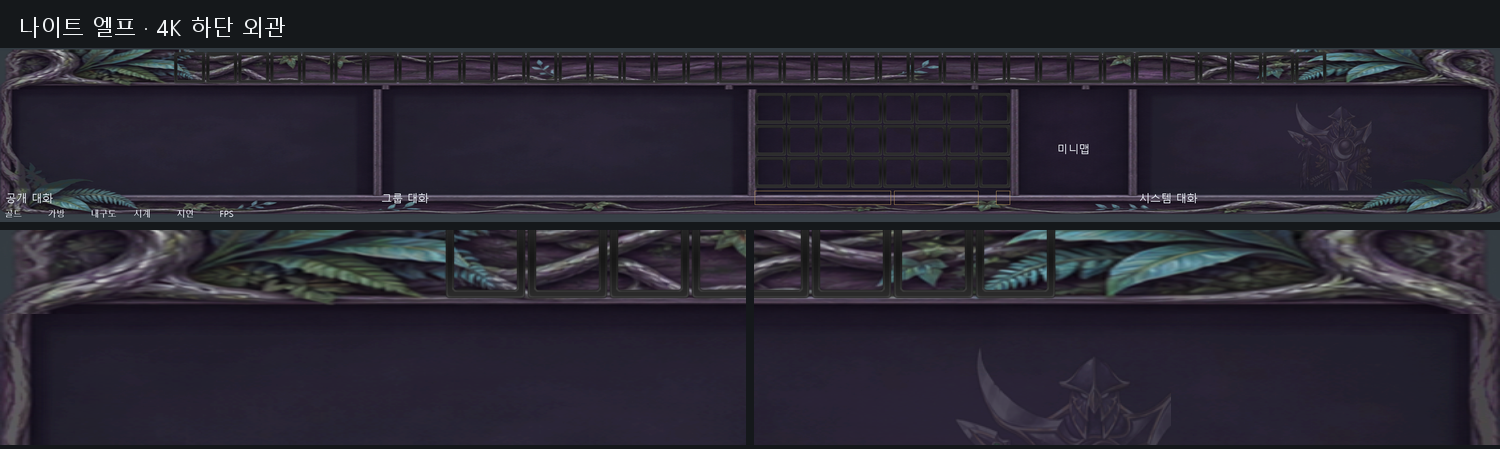 나이트 엘프 · 4K 하단 외관
미니맵
공개 대화
그룹 대화
시스템 대화
골드 가방 내구도 시계 지연 FPS